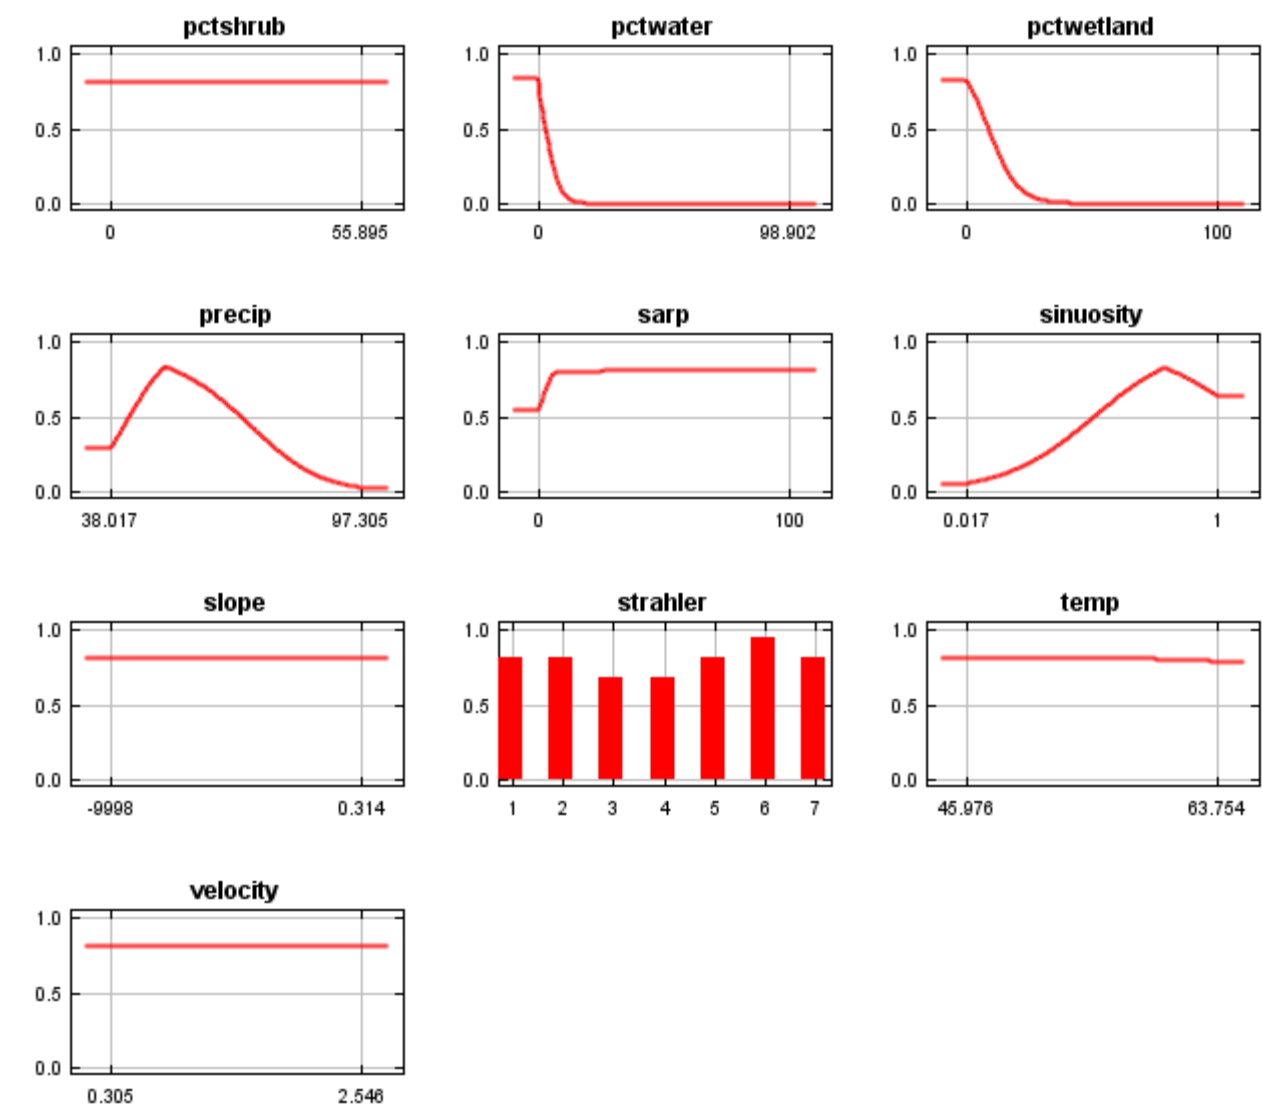 pctshrub pctwater pctwetland
1.0 1.0 1.0
0.5 0.5 0.5
0.0 0.0 0.0
0 55.895 0 98.902 0 100
precip sarp sinuosity
1.0 1.0 1.0
0.5 0.5 0.5
0.0 0.0 0.0
38.017 97.305 0 100 0.017 1
slope strahler temp
1.0 1.0 1.0
0.5 0.5 0.5
0.0 0.0 0.0
-9998 0.314 1 2 3 4 5 6 7 45.976 63.754
velocity
1.0
0.5
0.0
0.305 2.546